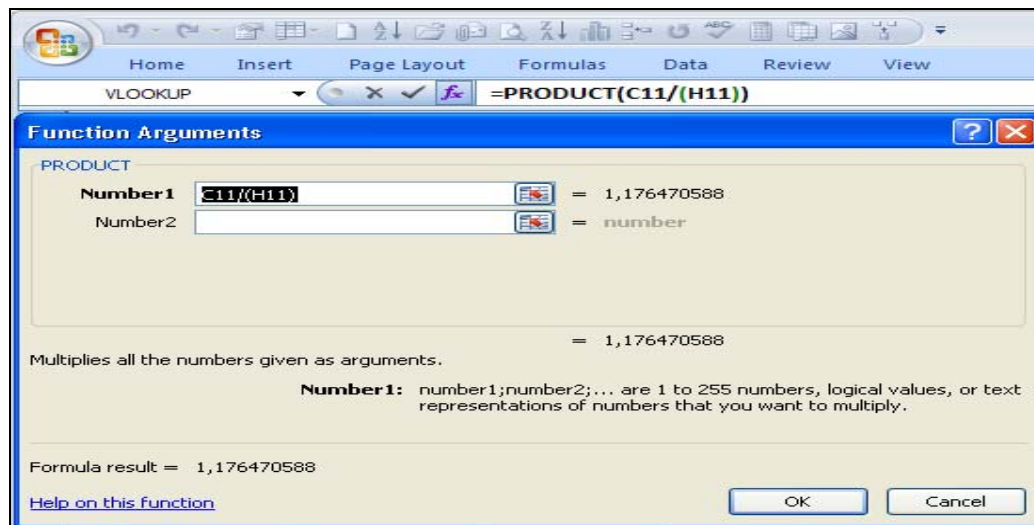 Home Insert Page Layout Formulas Data Review View
VLOOKUP =PRODUCT(C11/(H11))
Function Arguments
PRODUCT
Number1 C11/(H11) = 1,176470588
Number2 = number
= 1,176470588
Multiplies all the numbers given as arguments.
Number1: number1;number2;... are 1 to 255 numbers, logical values, or text
representations of numbers that you want to multiply.
Formula result = 1,176470588
Help on this function OK Cancel